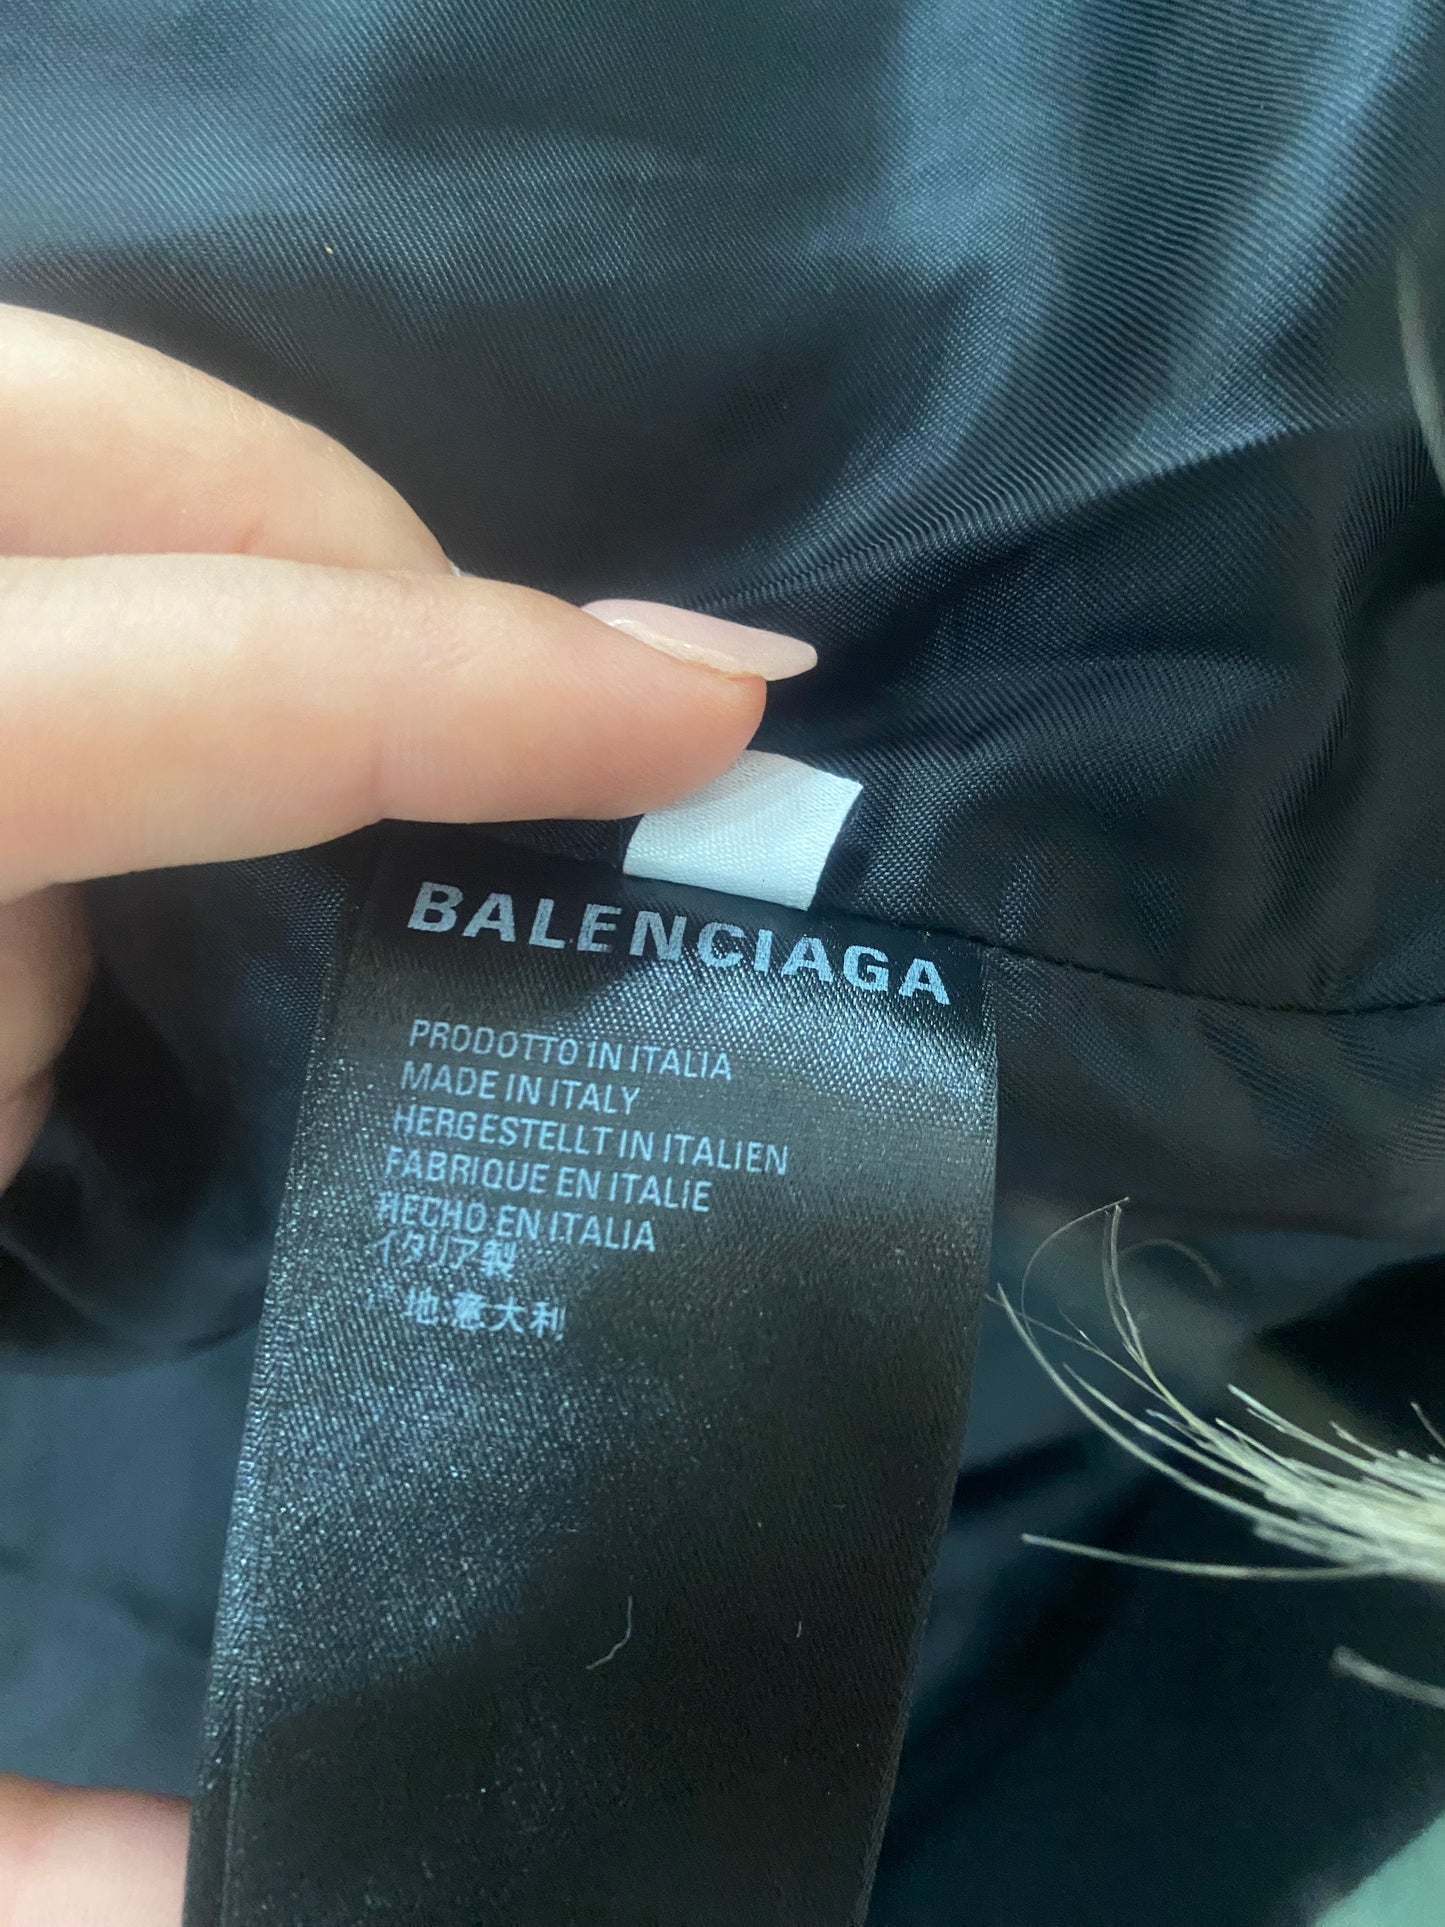 BALENCIAGA
PRODOTTO IN ITALIA
MADE IN ITALY
HERGESTELLT IN ITALIEN
FABRIQUE EN ITALIE
HECHO EN ITALIA
イタリア製
地:意大利